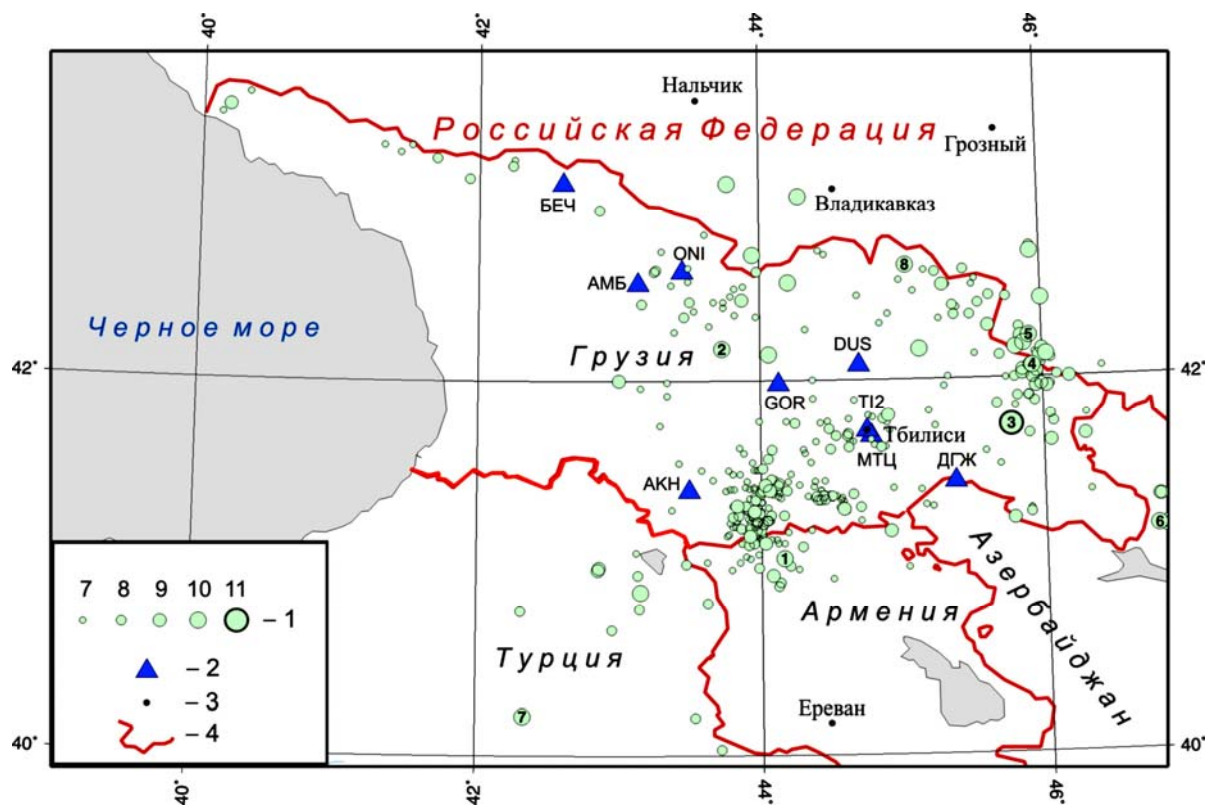 40°
42°
44°
46°
Нальчик
Российская Федерация
Грозный
Владикавказ
БЕЧ
ONI
8
АМБ
Черное море
5
DUS
2
Грузия
4
42°
42°
GOR
TI2
3
Тбилиси
МТЦ
ДГЖ
АКН
6
1
7 8 9 10 11
– 1
Армения
Азербайджан
Турция
– 2
– 3
Ереван
7
– 4
40°
40°
40°
42°
44°
46°